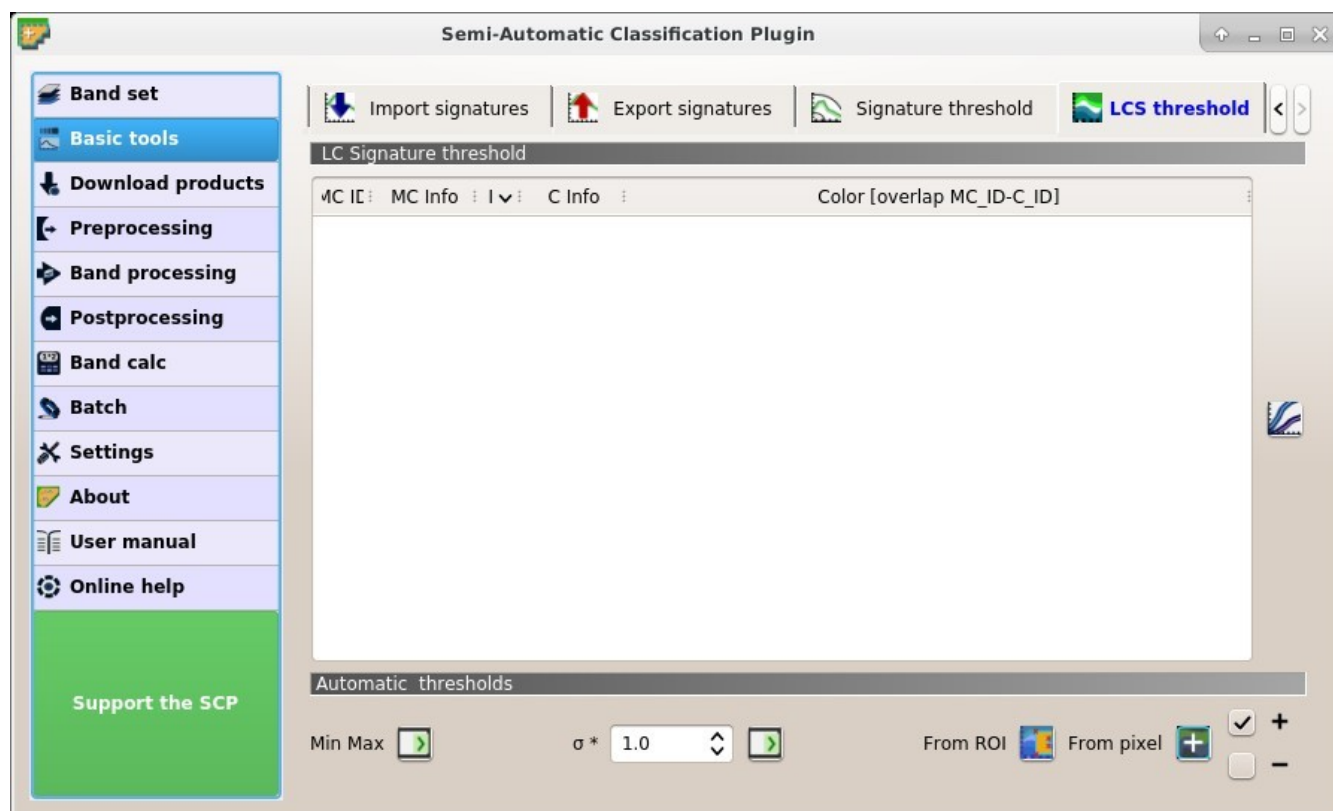 Semi-Automatic Classification Plugin
Band set
Basic tools
Download products
Preprocessing
Band processing
Postprocessing
Band calc
Batch
Settings
About
User manual
Online help
Support the SCP
Import signatures
Export signatures
Signature threshold
LCS threshold
LC Signature threshold
MC Info
C Info
Color [overlap MC_ID-C_ID]
Automatic thresholds
Min Max
σ * 1.0
From ROI
From pixel
+
−